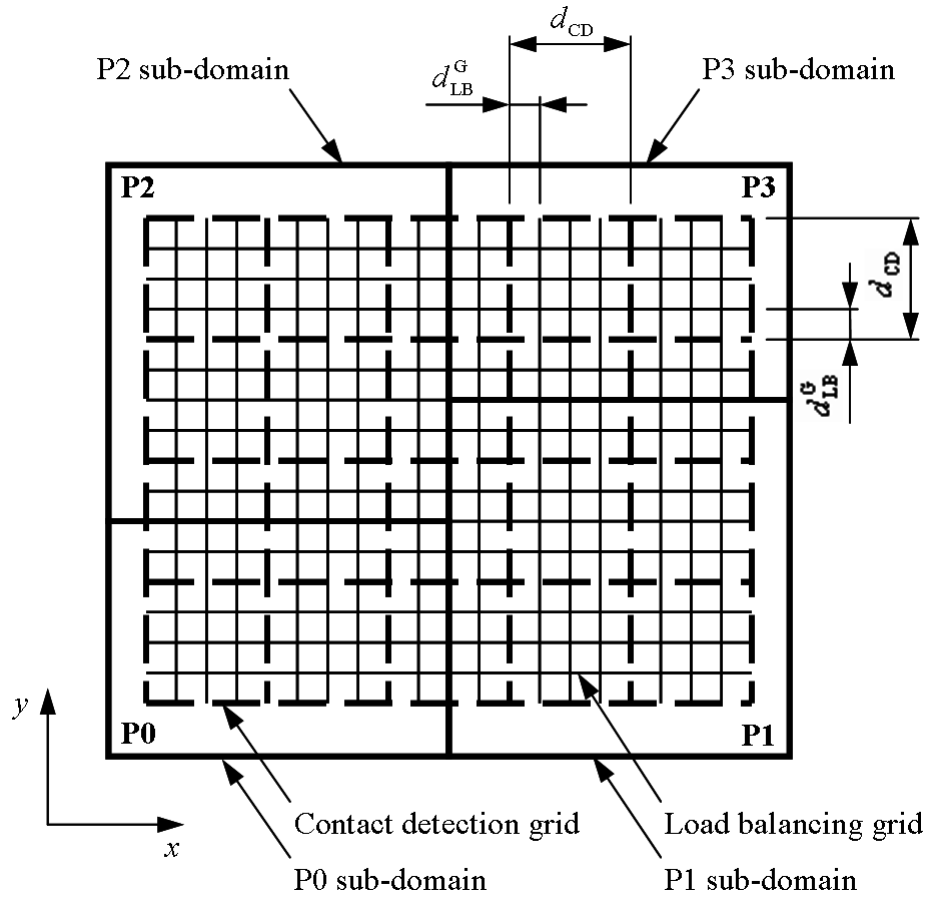 d_CD
P2 sub-domain
P3 sub-domain
d_LB^G
P2
P3
d_CD
d_LB^G
y
P0
P1
Contact detection grid
Load balancing grid
x
P0 sub-domain
P1 sub-domain